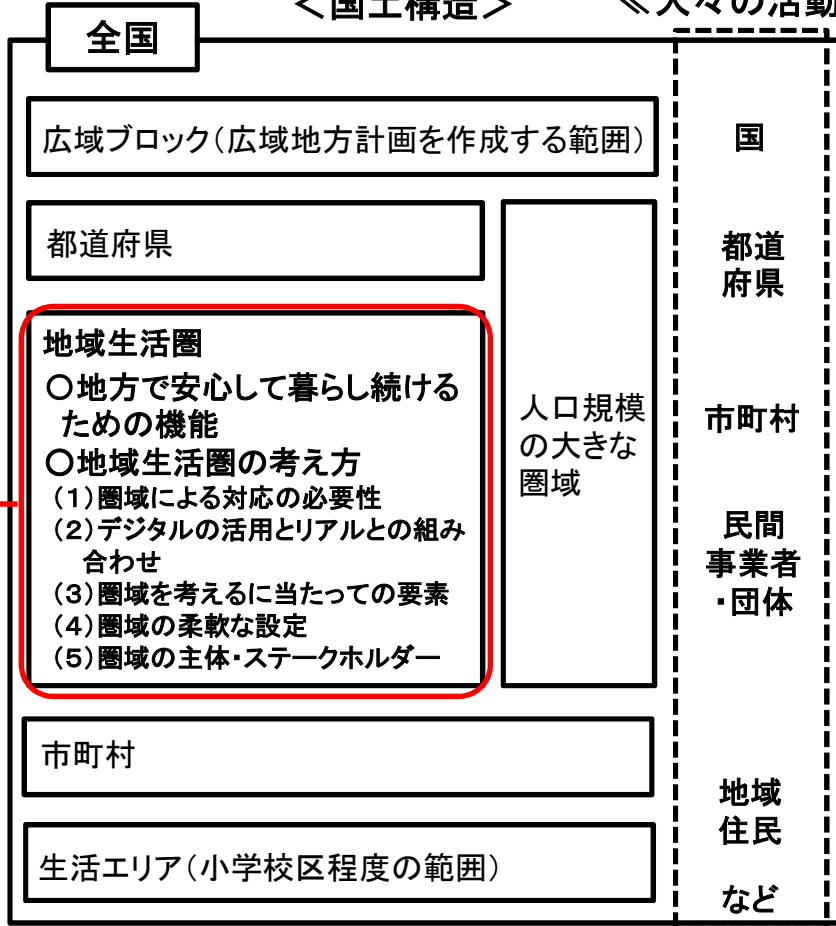 ＜国土構造＞
≪人々の活動
全国
広域ブロック（広域地方計画を作成する範囲）
都道府県
地域生活圏
○地方で安心して暮らし続ける
ための機能
○地域生活圏の考え方
（１）圏域による対応の必要性
（２）デジタルの活用とリアルとの組み
合わせ
（３）圏域を考えるに当たっての要素
（４）圏域の柔軟な設定
（５）圏域の主体・ステークホルダー
人口規模
の大きな
圏域
市町村
生活エリア（小学校区程度の範囲）
国
都道
府県
市町村
民間
事業者
・団体
地域
住民
など